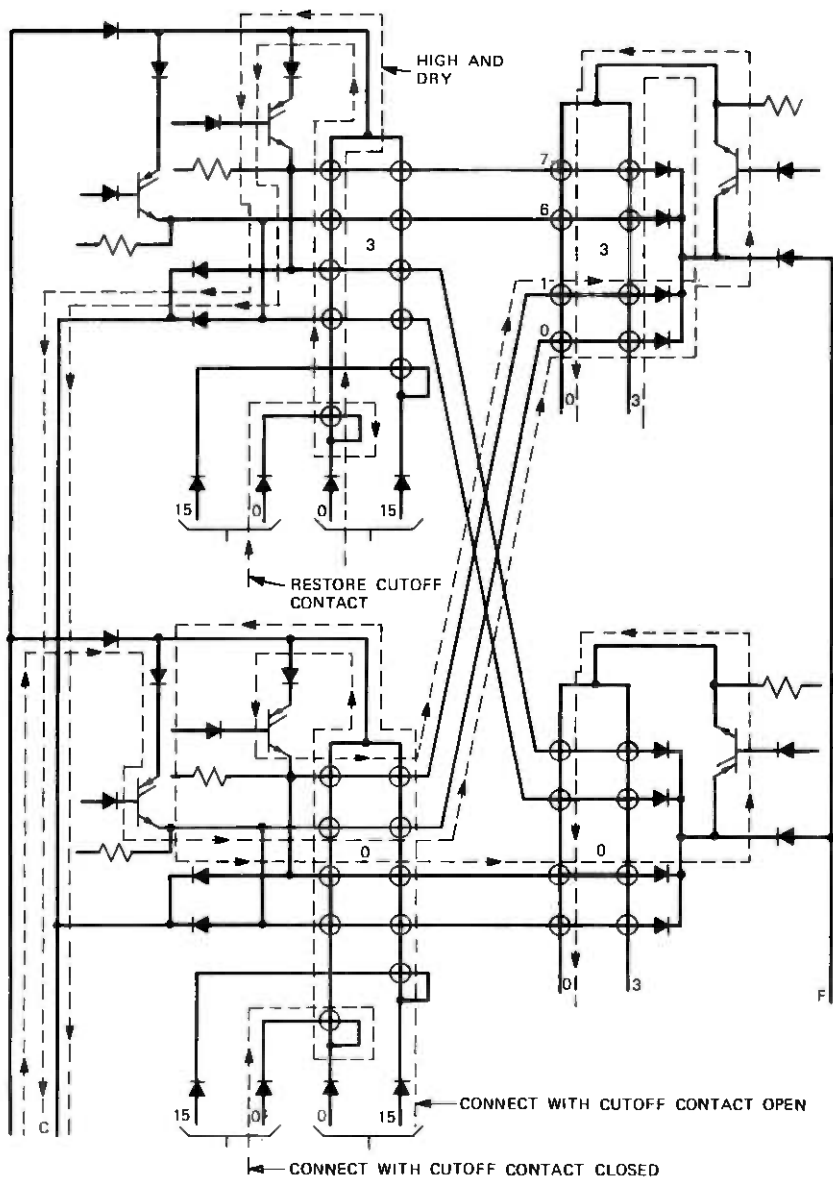 HIGH AND
DRY
7
6
3
3
1
0
0
3
15
0
0
15
RESTORE CUTOFF
CONTACT
0
0
0
3
F
15
0
0
15
C
CONNECT WITH CUTOFF CONTACT OPEN
CONNECT WITH CUTOFF CONTACT CLOSED